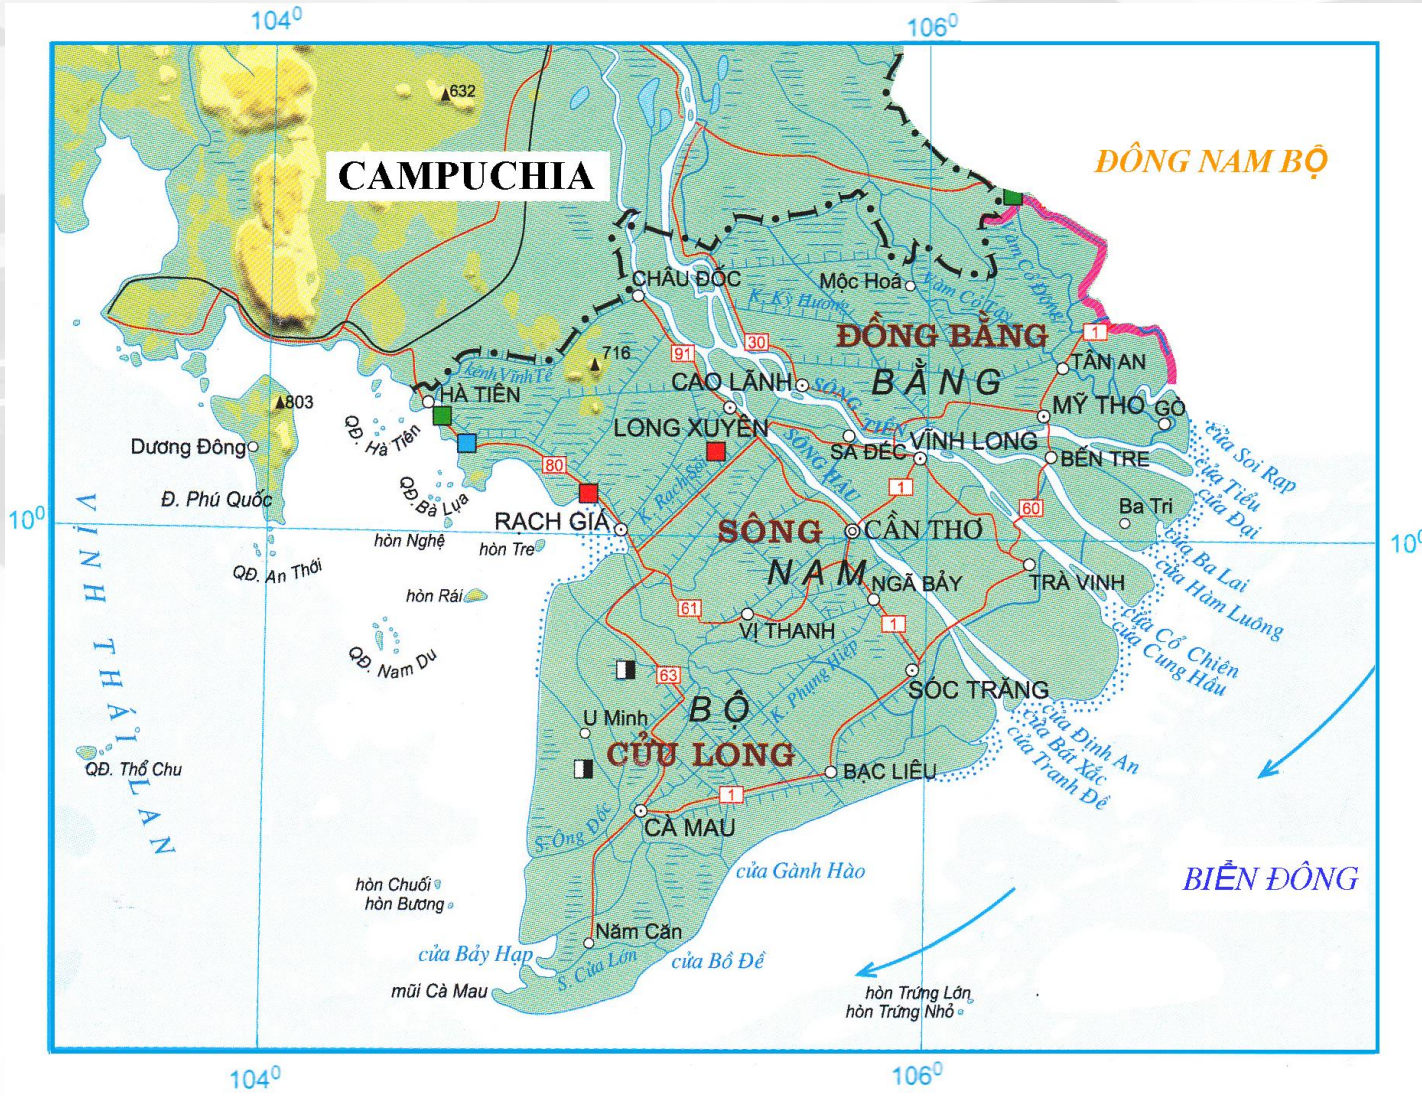 104⁰
106⁰
632
CAMPUCHIA
ĐÔNG NAM BỘ
Vàm Cỏ Đông
CHÂU ĐỐC
Mộc Hoá
Vàm Cỏ Tây
K. Kỳ Hương
ĐỒNG BẰNG
1
30
91
716
kênh Vĩnh Tế
TÂN AN
CAO LÃNH
BẰNG
SÔNG TIỀN
HÀ TIÊN
803
MỸ THO
GÒ
QĐ. Hà Tiên
LONG XUYÊN
Dương Đông
SA ĐÉC
VĨNH LONG
BẾN TRE
cửa Soi Rạp
cửa Tiểu
cửa Đại
SÔNG HẬU
80
K. Rạch Sỏi
1
QĐ. Bà Lụa
Đ. Phú Quốc
60
Ba Tri
10⁰
RẠCH GIÁ
SÔNG
CẦN THƠ
10⁰
VỊNH THÁI LAN
hòn Nghệ
hòn Tre
QĐ. An Thới
cửa Ba Lai
cửa Hàm Luông
NAM
NGÃ BẢY
TRÀ VINH
hòn Rái
61
VỊ THANH
1
cửa Cổ Chiên
cửa Cung Hầu
QĐ. Nam Du
63
K. Phụng Hiệp
SÓC TRĂNG
BỘ
U Minh
CỬU LONG
cửa Định An
cửa Bát Xắc
cửa Tranh Đề
QĐ. Thổ Chu
BẠC LIÊU
1
S. Ông Đốc
CÀ MAU
cửa Gành Hào
BIỂN ĐÔNG
hòn Chuối
hòn Bương
Năm Căn
cửa Bảy Hạp
S. Cửa Lớn
cửa Bồ Đề
mũi Cà Mau
hòn Trứng Lớn
hòn Trứng Nhỏ
104⁰
106⁰